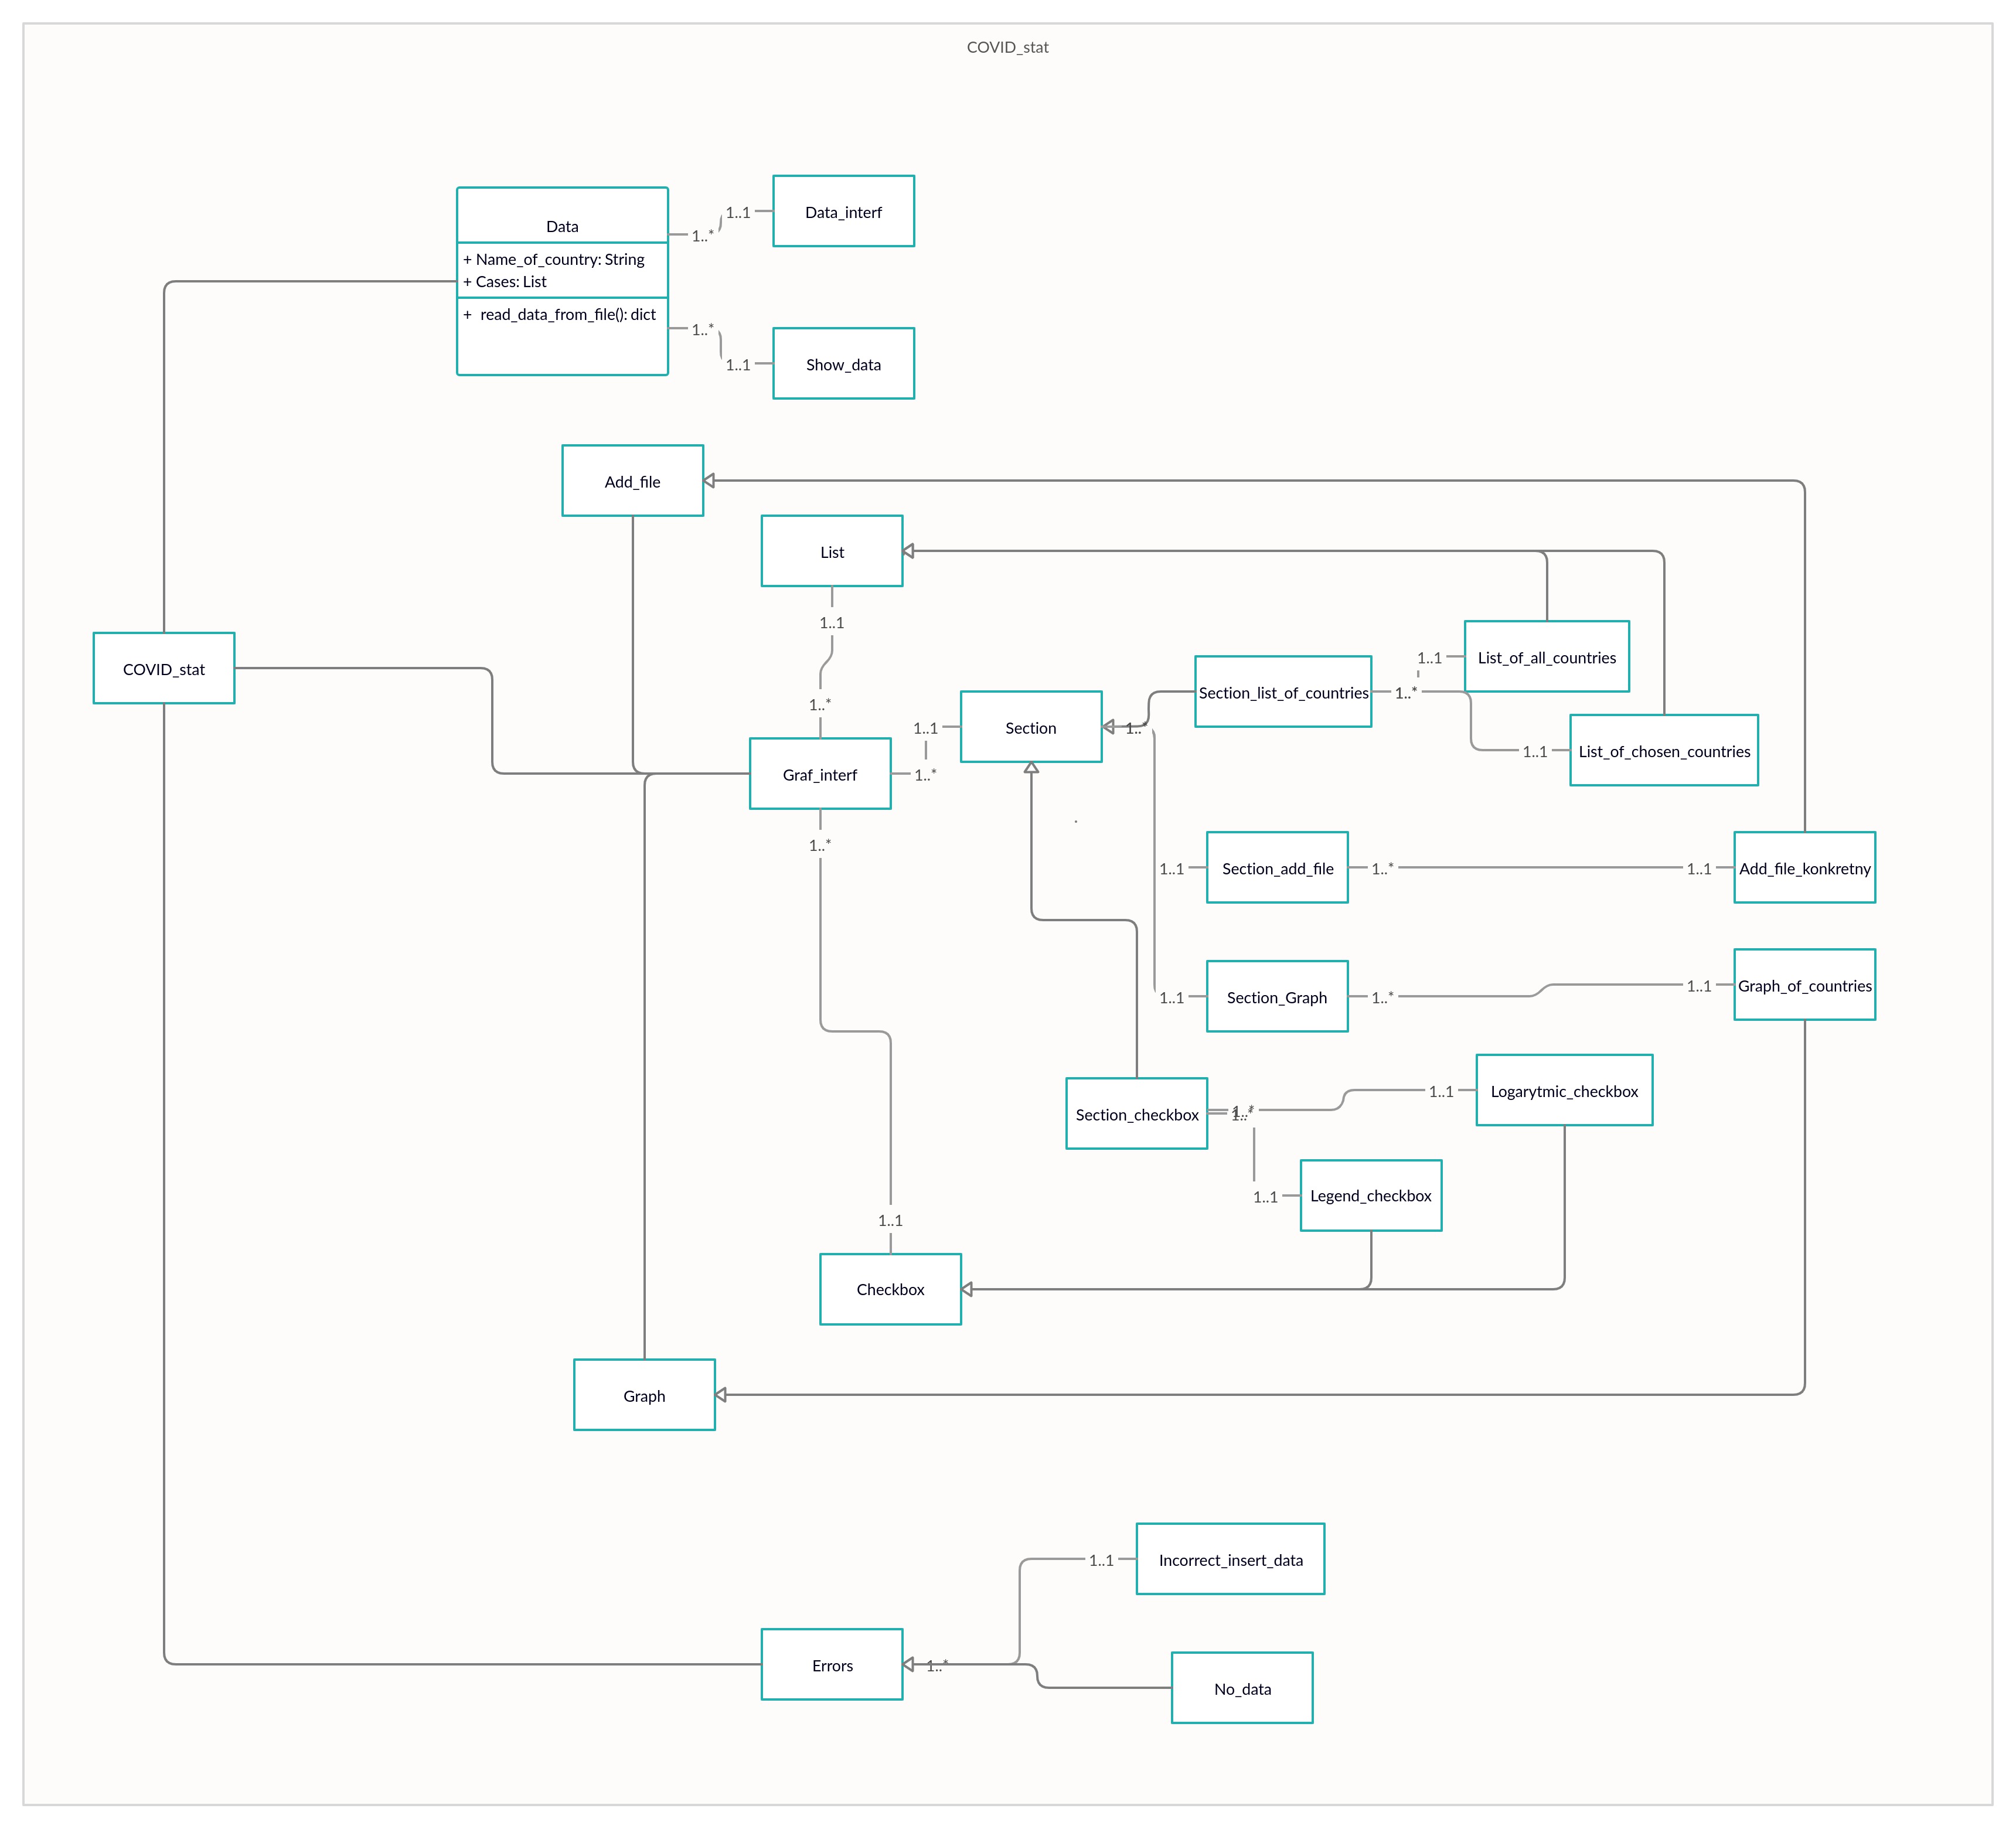 COVID_stat
Data
+ Name_of_country: String
+ Cases: List
+ read_data_from_file(): dict
1..*
1..1
Data_interf
1..*
1..1
Show_data
Add_file
List
1..1
1..*
COVID_stat
Graf_interf
1..*
1..1
Section
1..*
Section_list_of_countries
1..*
1..1
List_of_all_countries
1..1
List_of_chosen_countries
1..*
1..1
Section_add_file
1..*
1..1
Add_file_konkretny
1..1
Section_Graph
1..*
1..1
Graph_of_countries
Section_checkbox
1..*
1..*
1..1
Logarytmic_checkbox
1..1
Legend_checkbox
1..1
Checkbox
Graph
1..1
Incorrect_insert_data
Errors
1..*
No_data